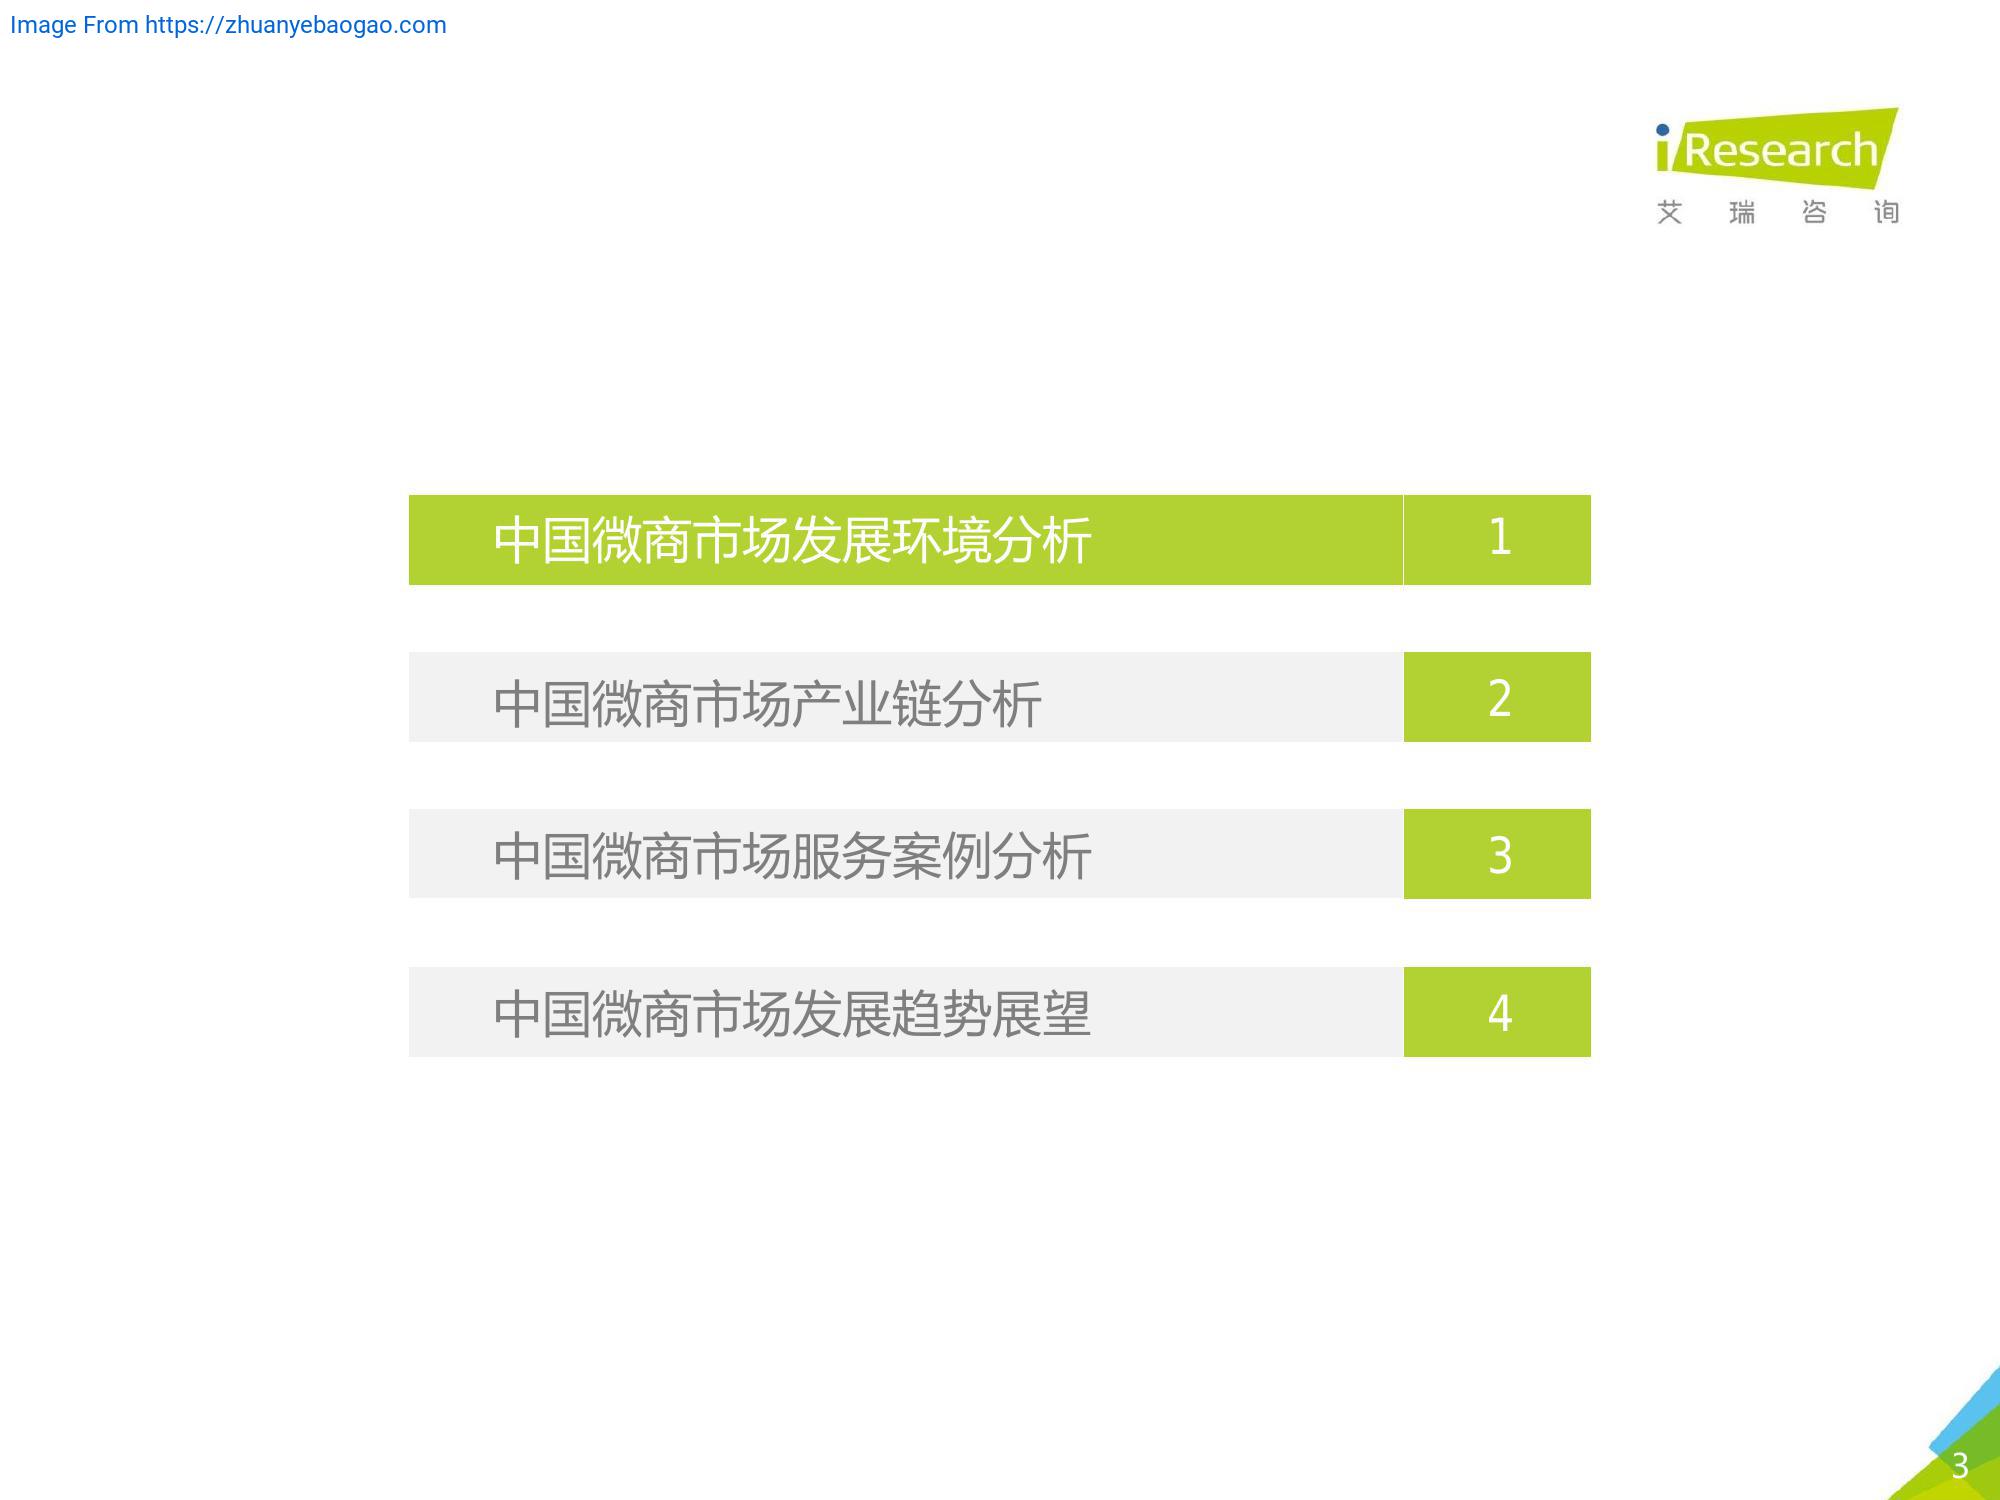 Image From https://zhuanyebaogao.com
iResearch
艾瑞咨询
中国微商市场发展环境分析 1
中国微商市场产业链分析 2
中国微商市场服务案例分析 3
中国微商市场发展趋势展望 4
3